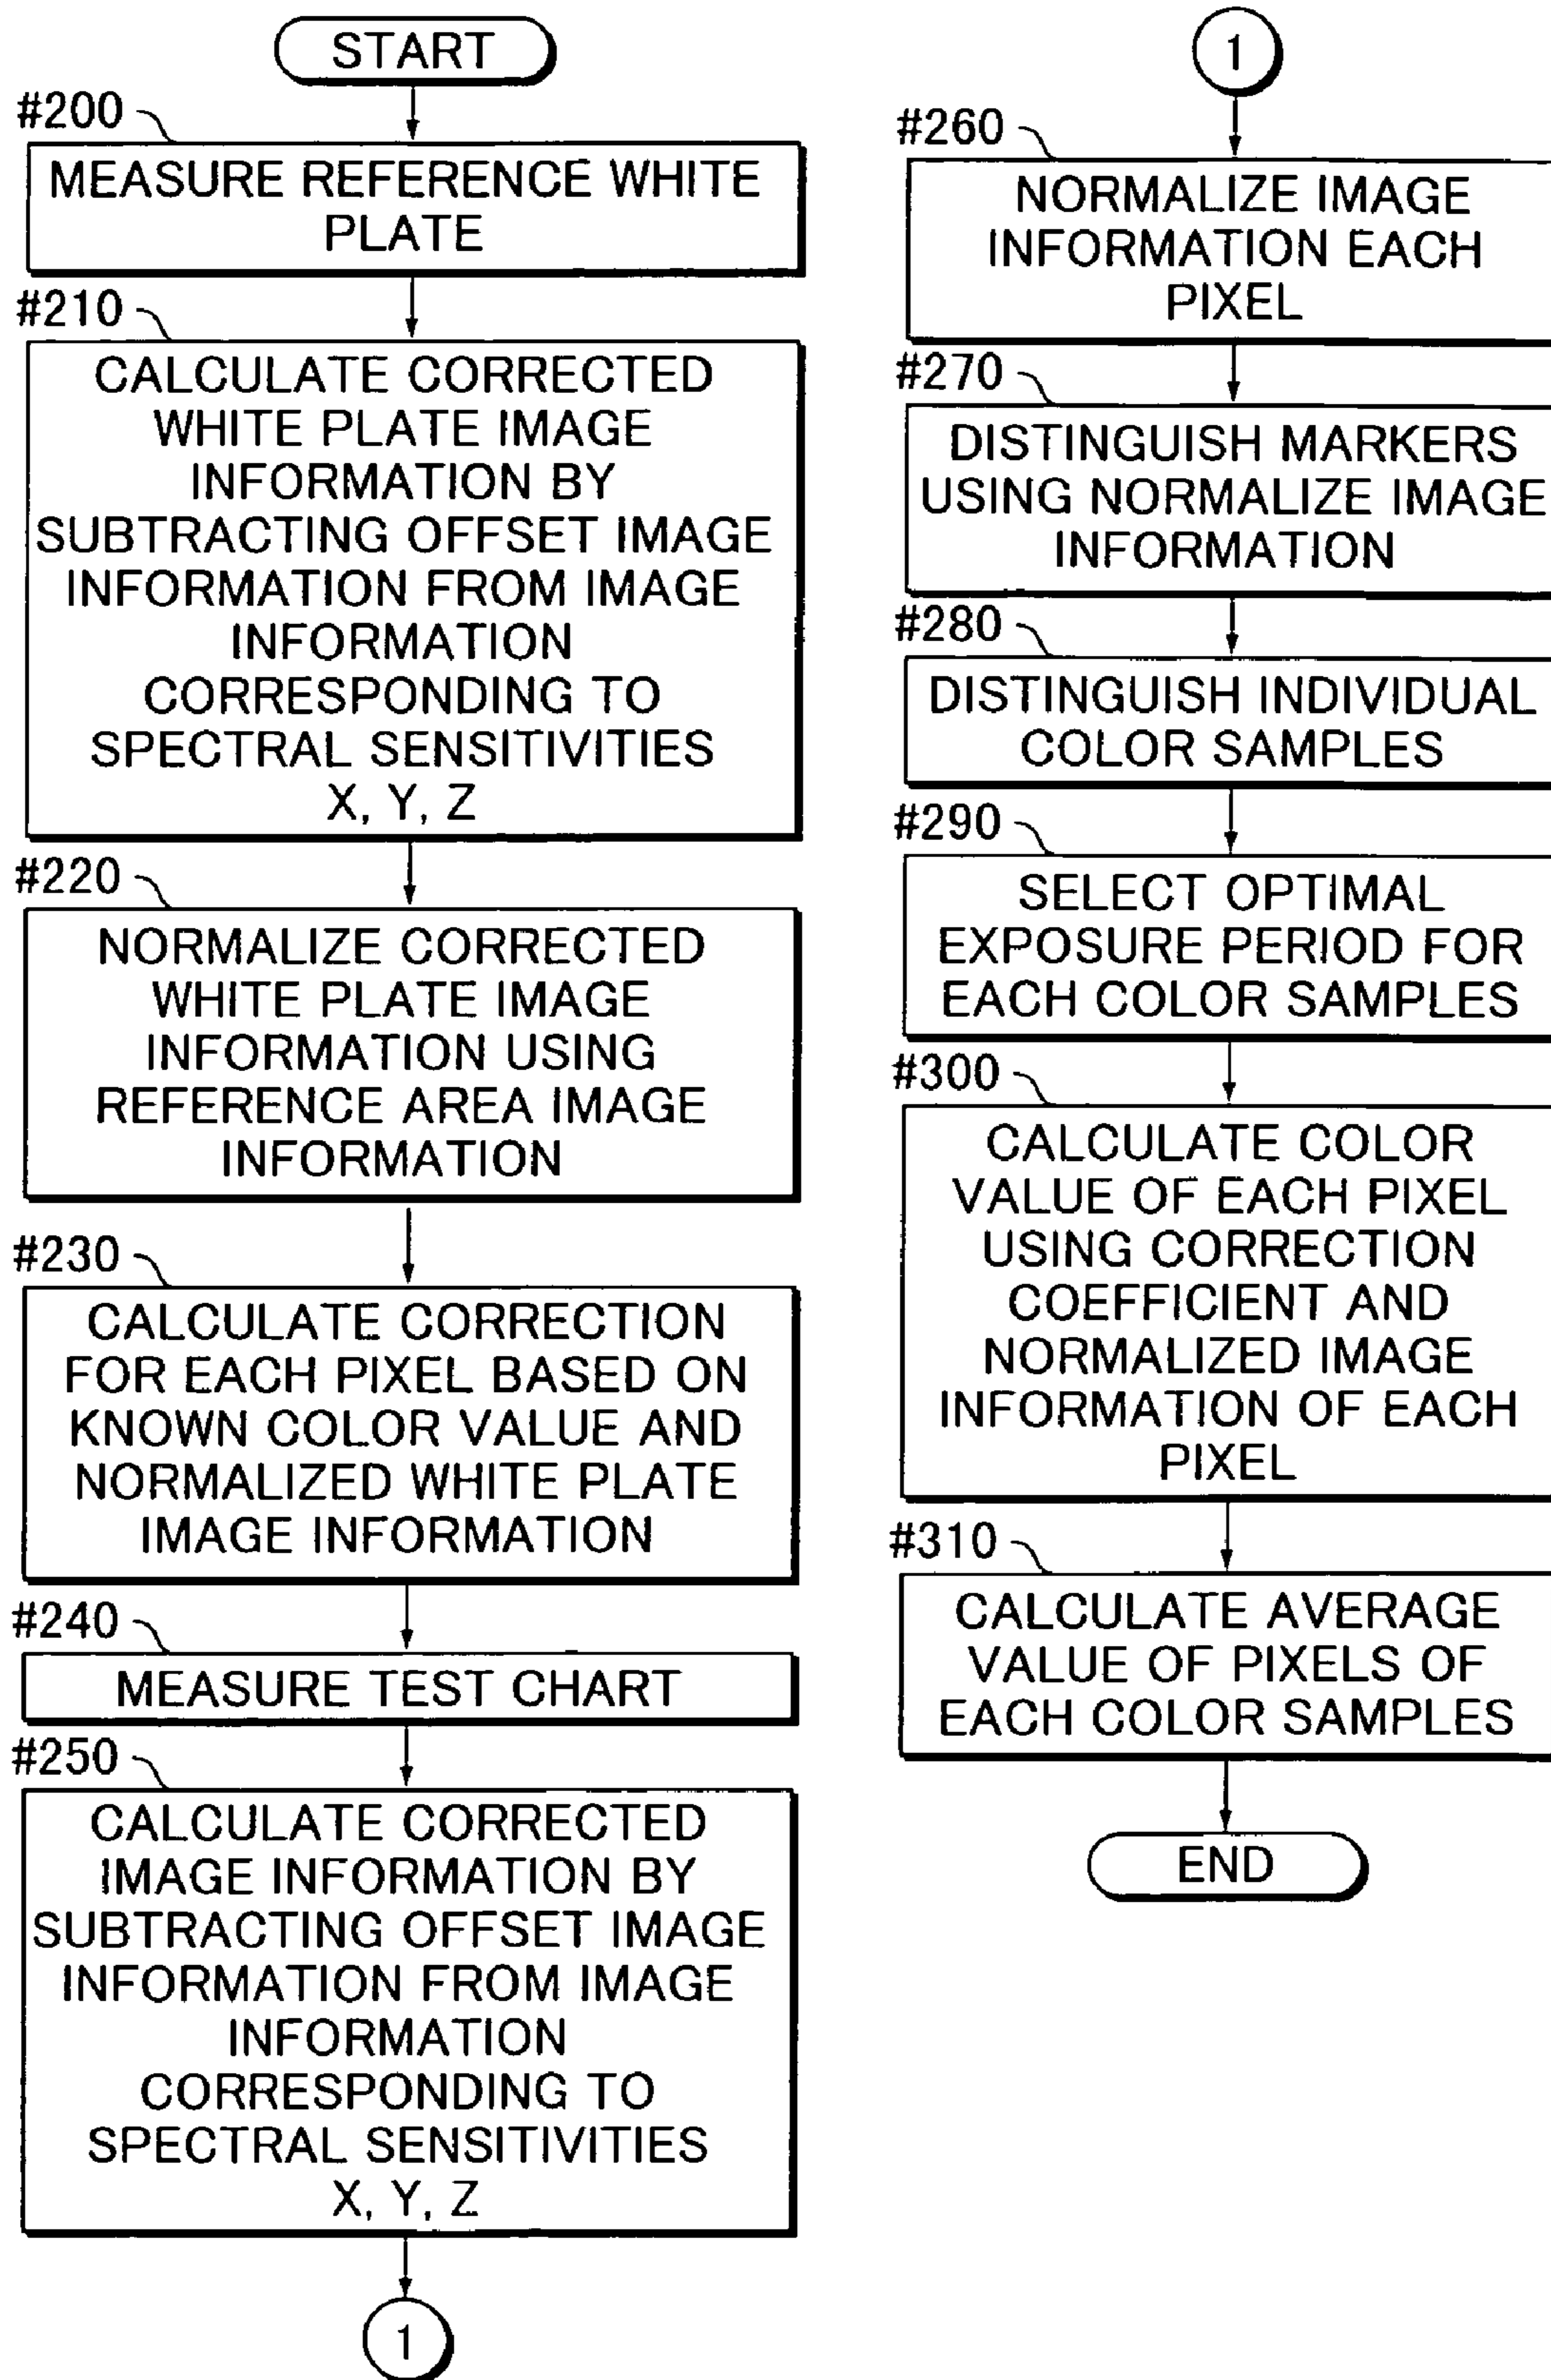 START
#200
MEASURE REFERENCE WHITE
PLATE
#210
CALCULATE CORRECTED
WHITE PLATE IMAGE
INFORMATION BY
SUBTRACTING OFFSET IMAGE
INFORMATION FROM IMAGE
INFORMATION
CORRESPONDING TO
SPECTRAL SENSITIVITIES
X, Y, Z
#220
NORMALIZE CORRECTED
WHITE PLATE IMAGE
INFORMATION USING
REFERENCE AREA IMAGE
INFORMATION
#230
CALCULATE CORRECTION
FOR EACH PIXEL BASED ON
KNOWN COLOR VALUE AND
NORMALIZED WHITE PLATE
IMAGE INFORMATION
#240
MEASURE TEST CHART
#250
CALCULATE CORRECTED
IMAGE INFORMATION BY
SUBTRACTING OFFSET IMAGE
INFORMATION FROM IMAGE
INFORMATION
CORRESPONDING TO
SPECTRAL SENSITIVITIES
X, Y, Z
1
1
#260
NORMALIZE IMAGE
INFORMATION EACH
PIXEL
#270
DISTINGUISH MARKERS
USING NORMALIZE IMAGE
INFORMATION
#280
DISTINGUISH INDIVIDUAL
COLOR SAMPLES
#290
SELECT OPTIMAL
EXPOSURE PERIOD FOR
EACH COLOR SAMPLES
#300
CALCULATE COLOR
VALUE OF EACH PIXEL
USING CORRECTION
COEFFICIENT AND
NORMALIZED IMAGE
INFORMATION OF EACH
PIXEL
#310
CALCULATE AVERAGE
VALUE OF PIXELS OF
EACH COLOR SAMPLES
END